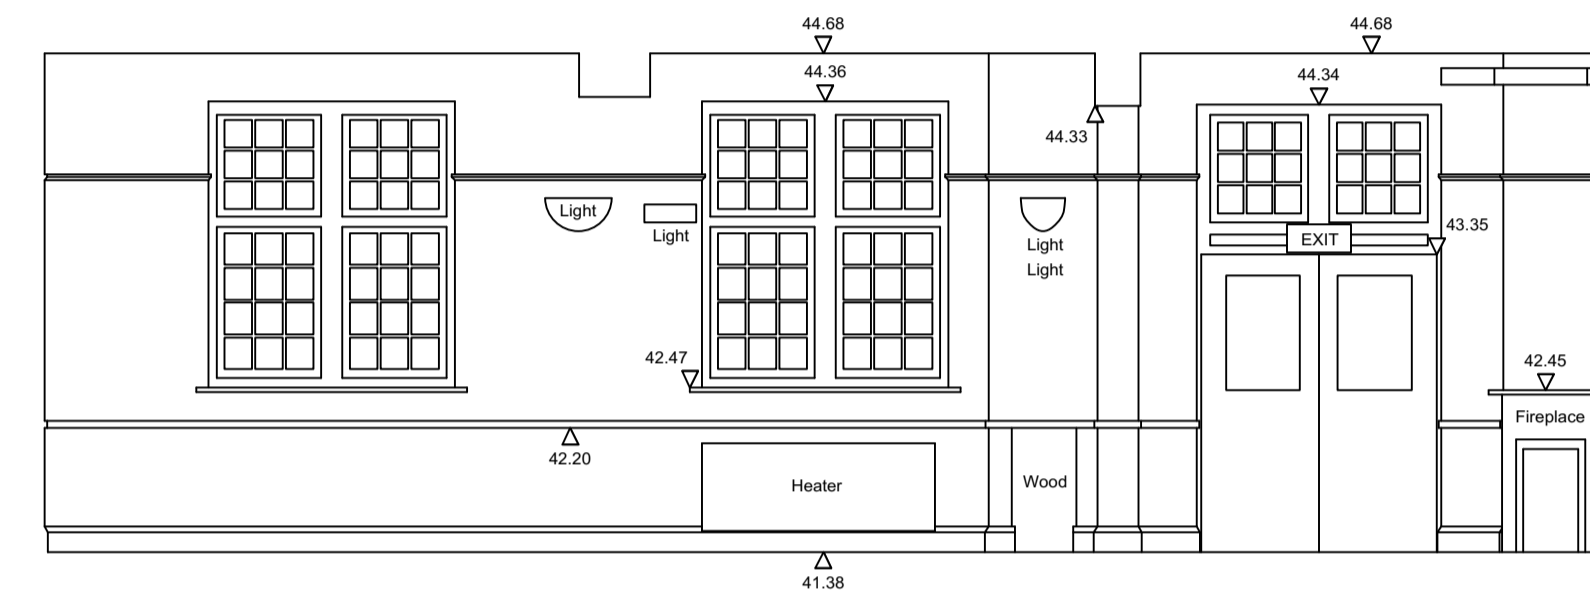 44.68
44.68
44.36
44.34
44.33
Light
Light
43.35
EXIT
Light
Light
42.47
42.45
Fireplace
42.20
Heater
Wood
41.38